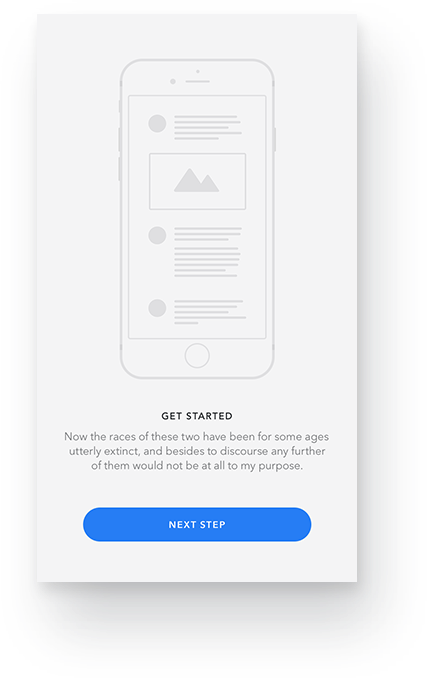 GET STARTED
Now the races of these two have been for some ages
utterly extinct, and besides to discourse any further
of them would not be at all to my purpose.
NEXT STEP